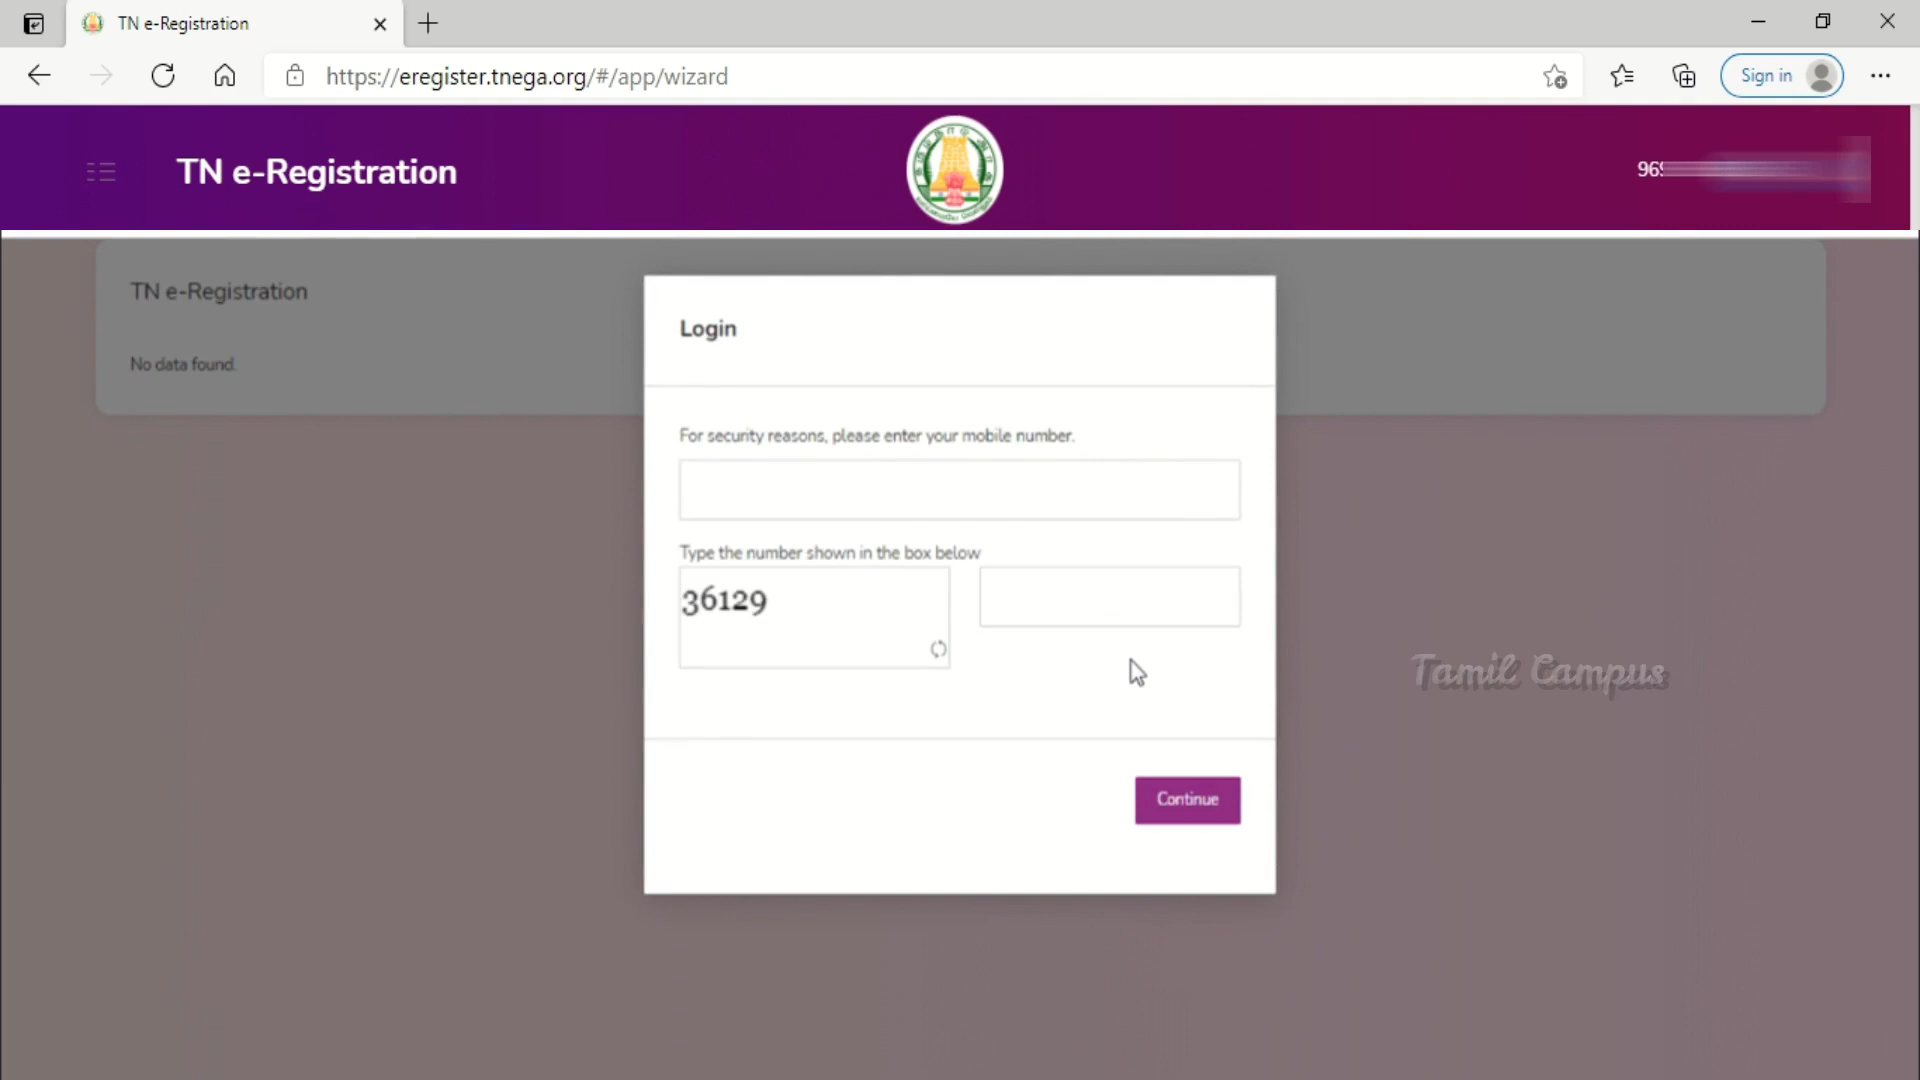 TN e-Registration
https://eregister.tnega.org/#/app/wizard
Sign in
TN e-Registration
TN e-Registration
No data found.
Login
For security reasons, please enter your mobile number.
Type the number shown in the box below
36129
Tamil Campus
Continue